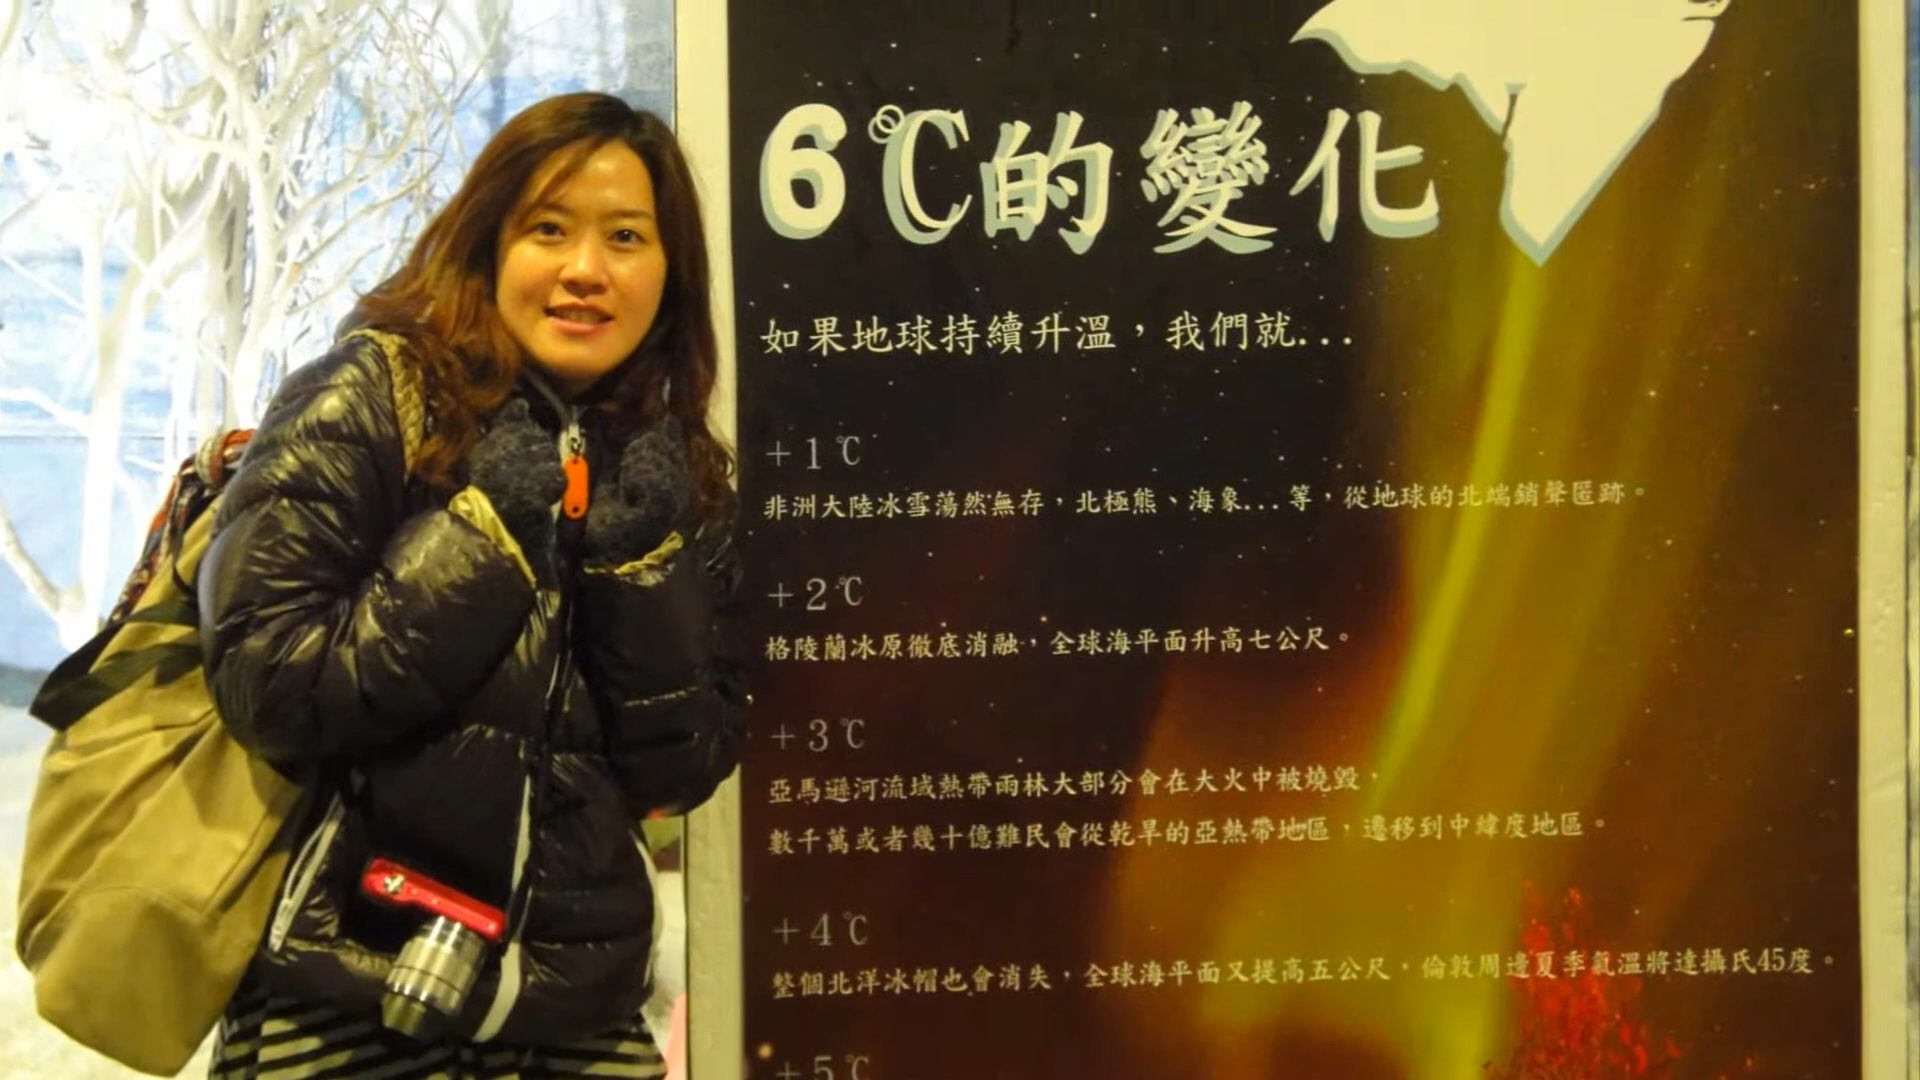 6℃的變化
如果地球持續升溫，我們就...
+1℃
非洲大陸冰雪蕩然無存，北極熊、海象...等，從地球的北端銷聲匿跡。
+2℃
格陵蘭冰原徹底消融，全球海平面升高七公尺。
+3℃
亞馬遜河流域熱帶雨林大部分會在大火中被燒毀，
數千萬或者幾十億難民會從乾旱的亞熱帶地區，遷移到中緯度地區。
+4℃
整個北洋冰帽也會消失，全球海平面又提高五公尺，倫敦周邊夏季氣溫將達攝氏45度。
+5℃